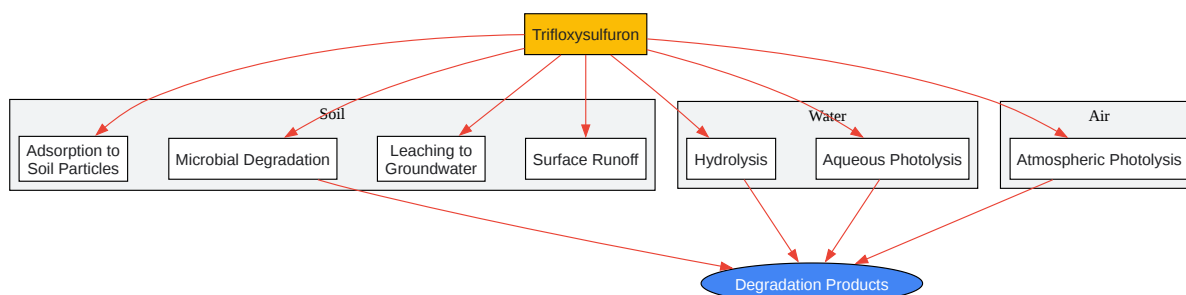 Trifloxysulfuron
Soil
Water
Air
Adsorption to
Soil Particles
Microbial Degradation
Leaching to
Groundwater
Surface Runoff
Hydrolysis
Aqueous Photolysis
Atmospheric Photolysis
Degradation Products